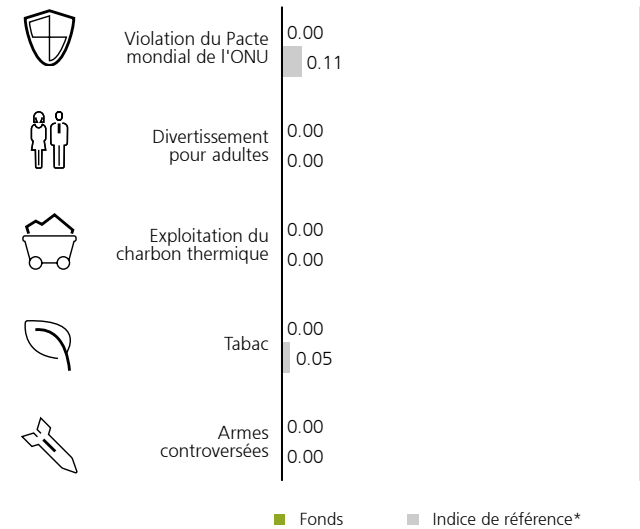 Violation du Pacte
mondial de l'ONU
0.00
0.11
Divertissement
pour adultes
0.00
0.00
Exploitation du
charbon thermique
0.00
0.00
Tabac
0.00
0.05
Armes
controversées
0.00
0.00
Fonds
Indice de référence*